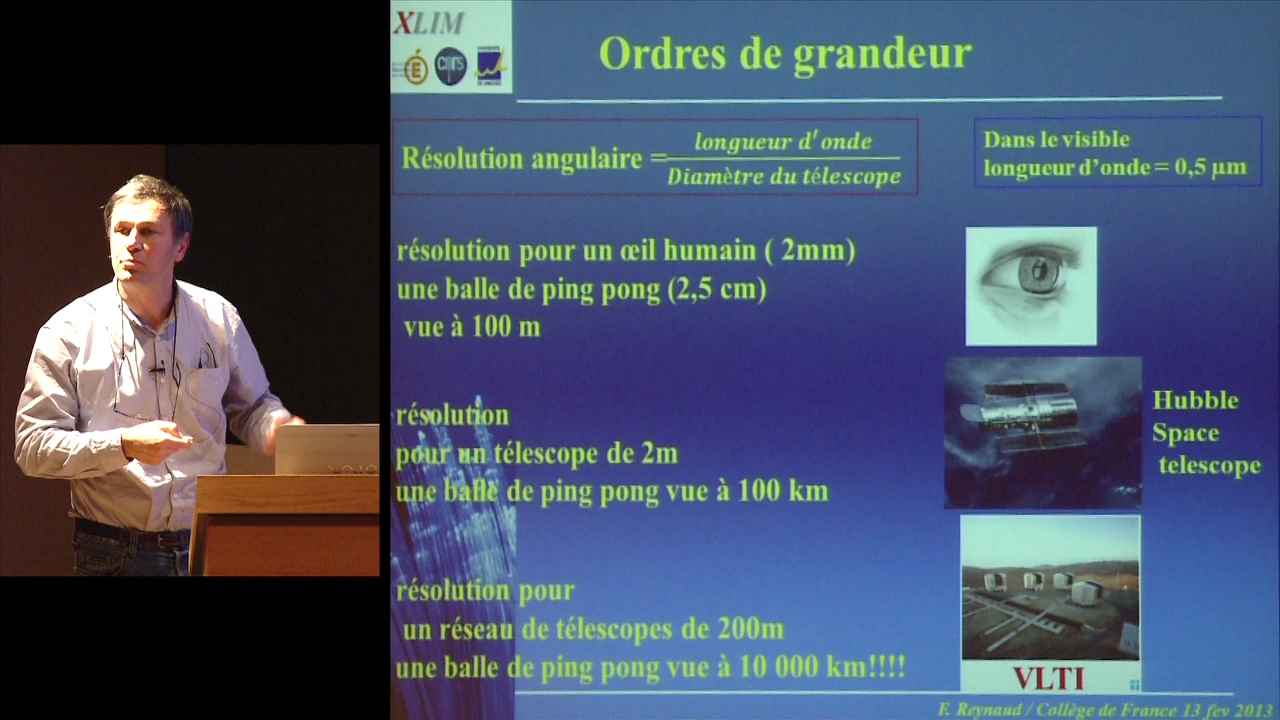 XLIM
cnrs
Ordres de grandeur
Résolution angulaire = longueur d'onde
Diamètre du télescope
Dans le visible
longueur d'onde = 0,5 µm
résolution pour un œil humain ( 2mm)
une balle de ping pong (2,5 cm)
vue à 100 m
résolution
pour un télescope de 2m
une balle de ping pong vue à 100 km
Hubble
Space
telescope
résolution pour
un réseau de télescopes de 200m
une balle de ping pong vue à 10 000 km!!!!
VLTI
F. Reynaud / Collège de France 13 fev 2013